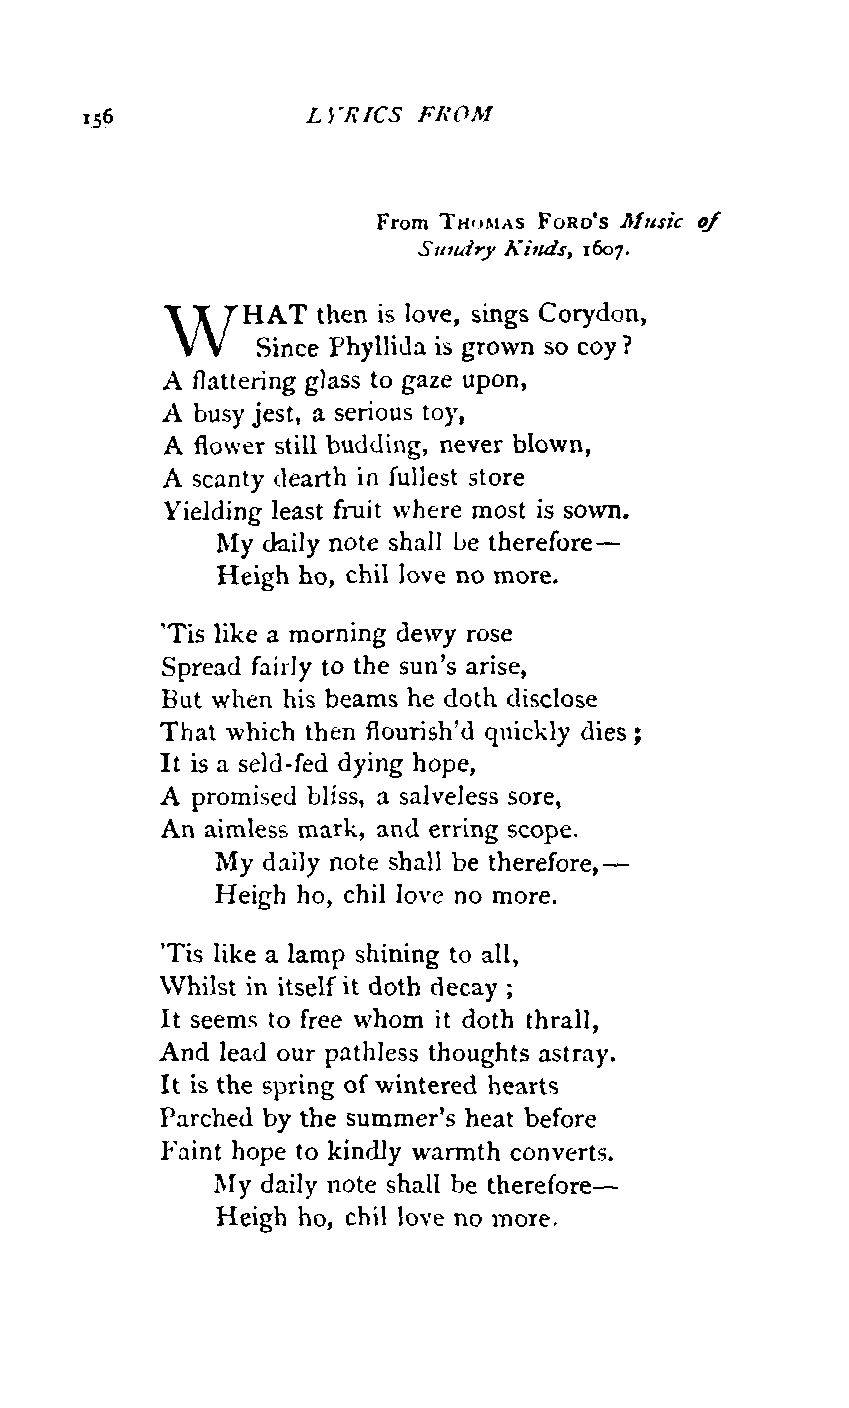 156 LYRICS FROM
From THOMAS FORD'S Music of
Sundry Kinds, 1607.
WHAT then is love, sings Corydon,
Since Phyllida is grown so coy?
A flattering glass to gaze upon,
A busy jest, a serious toy,
A flower still budding, never blown,
A scanty dearth in fullest store
Yielding least fruit where most is sown.
My daily note shall be therefore—
Heigh ho, chil love no more.
'Tis like a morning dewy rose
Spread fairly to the sun's arise,
But when his beams he doth disclose
That which then flourish'd quickly dies;
It is a seld-fed dying hope,
A promised bliss, a salveless sore,
An aimless mark, and erring scope.
My daily note shall be therefore,—
Heigh ho, chil love no more.
'Tis like a lamp shining to all,
Whilst in itself it doth decay;
It seems to free whom it doth thrall,
And lead our pathless thoughts astray.
It is the spring of wintered hearts
Parched by the summer's heat before
Faint hope to kindly warmth converts.
My daily note shall be therefore—
Heigh ho, chil love no more.